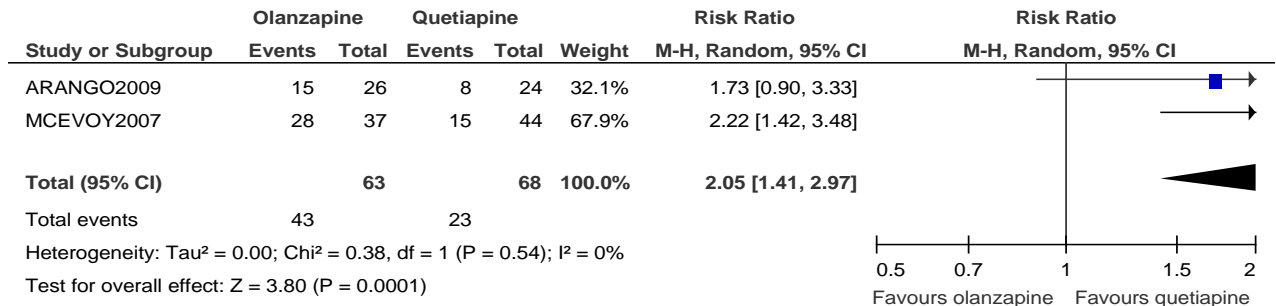 Olanzapine Quetiapine Risk Ratio Risk Ratio
Study or Subgroup Events Total Events Total Weight M-H, Random, 95% CI M-H, Random, 95% CI
ARANGO2009 15 26 8 24 32.1% 1.73 [0.90, 3.33]
MCEVOY2007 28 37 15 44 67.9% 2.22 [1.42, 3.48]
Total (95% CI) 63 68 100.0% 2.05 [1.41, 2.97]
Total events 43 23
Heterogeneity: Tau² = 0.00; Chi² = 0.38, df = 1 (P = 0.54); I² = 0%
Test for overall effect: Z = 3.80 (P = 0.0001)
0.5 0.7 1 1.5 2
Favours olanzapine Favours quetiapine